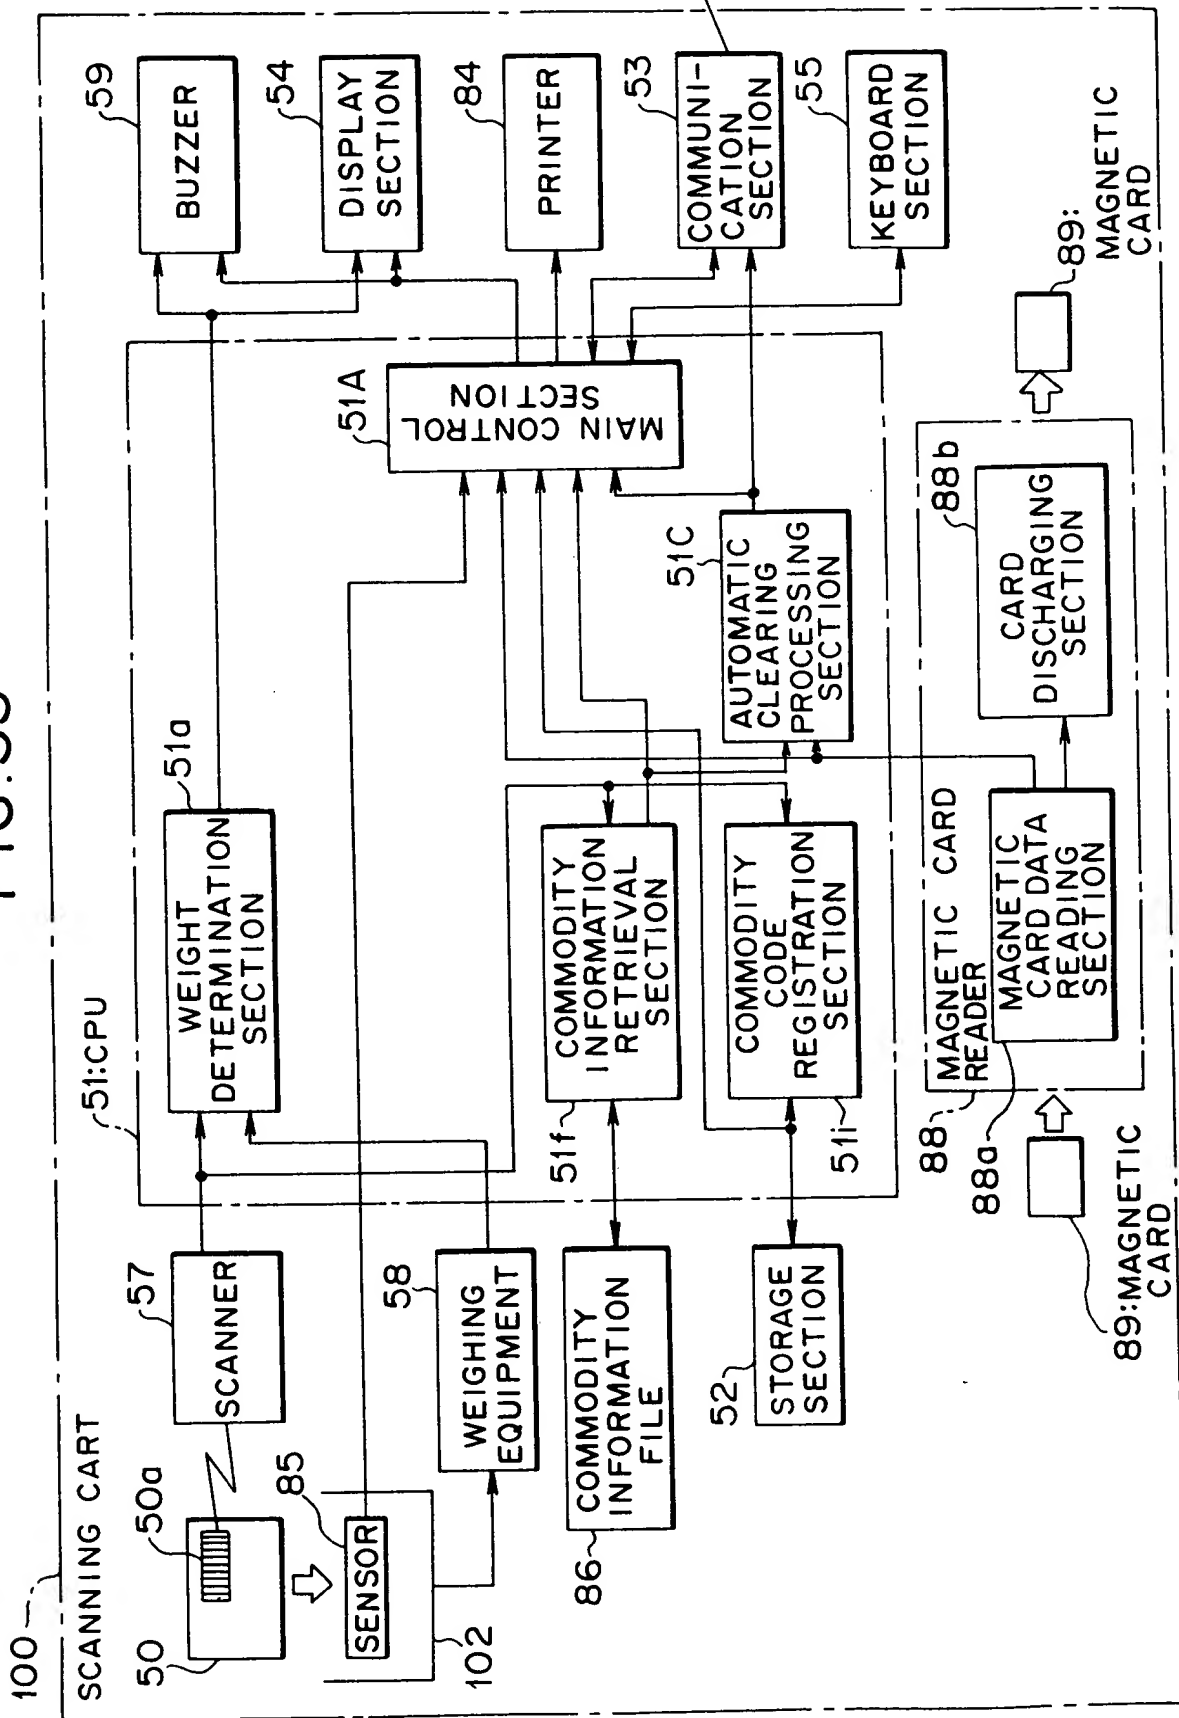 100
SCANNING CART
50
50a
57
SCANNER
85
SENSOR
102
58
WEIGHING
EQUIPMENT
86
COMMODITY
INFORMATION
FILE
52
STORAGE
SECTION
51:CPU
51a
WEIGHT
DETERMINATION
SECTION
51f
COMMODITY
INFORMATION
RETRIEVAL
SECTION
51i
COMMODITY
CODE
REGISTRATION
SECTION
51C
AUTOMATIC
CLEARING
PROCESSING
SECTION
51A
MAIN CONTROL
SECTION
59
BUZZER
54
DISPLAY
SECTION
84
PRINTER
53
COMMUNI-
CATION
SECTION
55
KEYBOARD
SECTION
89:MAGNETIC
CARD
88
MAGNETIC CARD
READER
88a
MAGNETIC
CARD DATA
READING
SECTION
88b
CARD
DISCHARGING
SECTION
89:
MAGNETIC
CARD